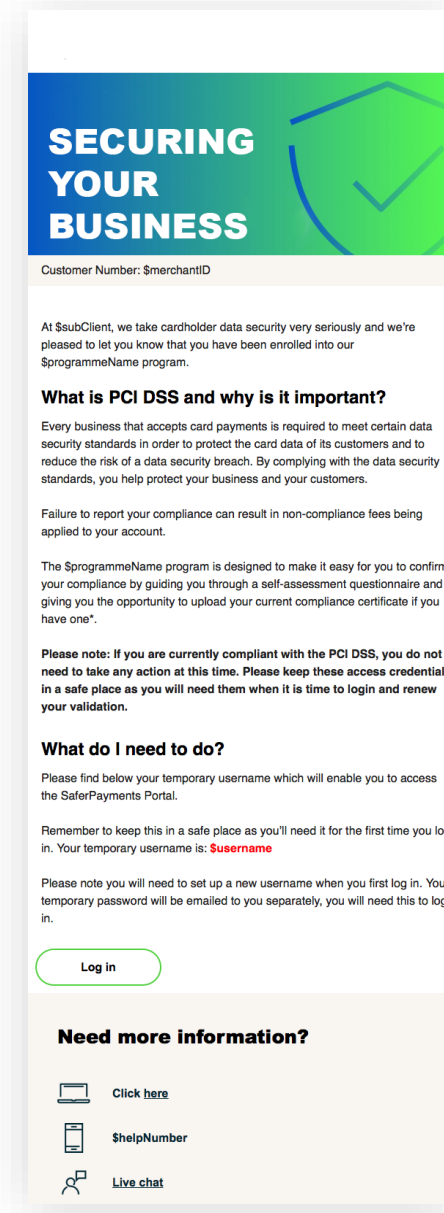 SECURING
YOUR
BUSINESS
Customer Number: $merchantID
At $subClient, we take cardholder data security very seriously and we're
pleased to let you know that you have been enrolled into our
$programmeName program.
What is PCI DSS and why is it important?
Every business that accepts card payments is required to meet certain data
security standards in order to protect the card data of its customers and to
reduce the risk of a data security breach. By complying with the data security
standards, you help protect your business and your customers.
Failure to report your compliance can result in non-compliance fees being
applied to your account.
The $programmeName program is designed to make it easy for you to confirm
your compliance by guiding you through a self-assessment questionnaire and
giving you the opportunity to upload your current compliance certificate if you
have one*.
Please note: If you are currently compliant with the PCI DSS, you do not
need to take any action at this time. Please keep these access credential
in a safe place as you will need them when it is time to login and renew
your validation.
What do I need to do?
Please find below your temporary username which will enable you to access
the SaferPayments Portal.
Remember to keep this in a safe place as you'll need it for the first time you lo
in. Your temporary username is: $username
Please note you will need to set up a new username when you first log in. You
temporary password will be emailed to you separately, you will need this to log
in.
Log in
Need more information?
Click here
$helpNumber
Live chat